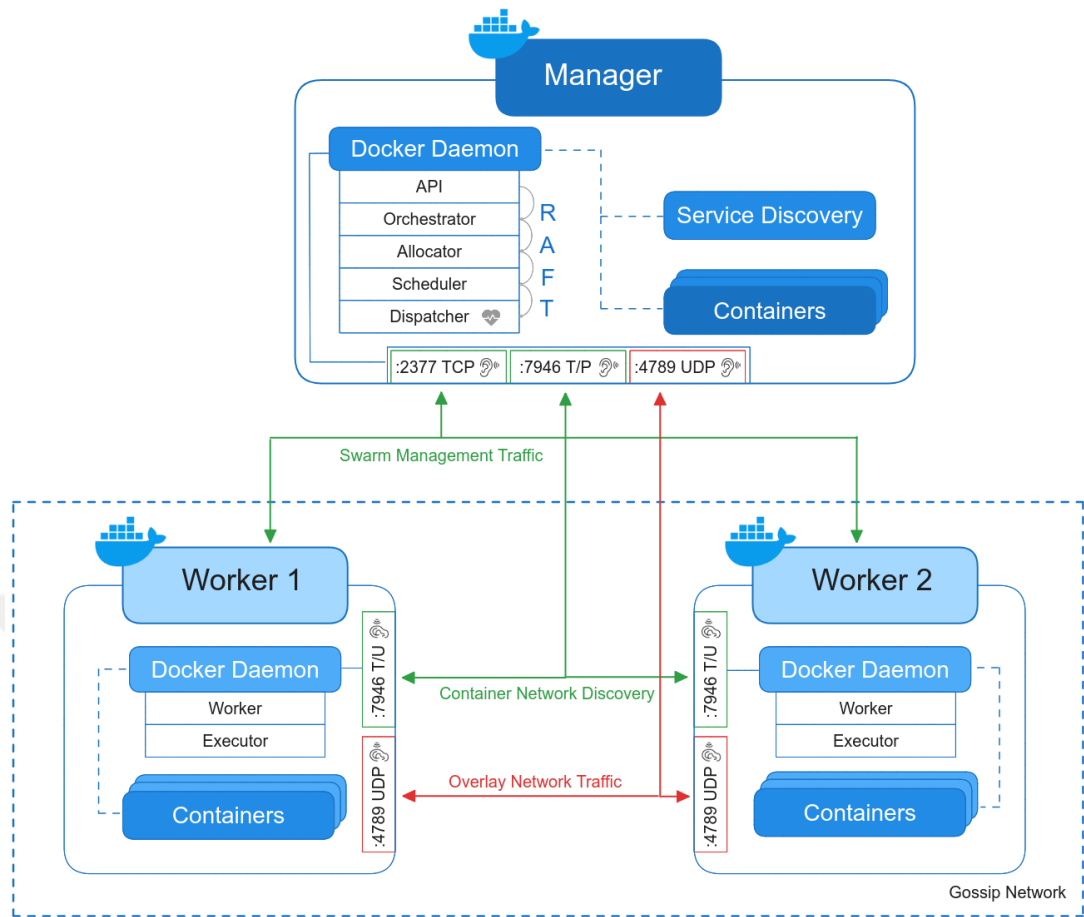 Manager
Docker Daemon
API
Orchestrator
Allocator
Scheduler
Dispatcher
R
A
F
T
Service Discovery
Containers
:2377 TCP
:7946 T/P
:4789 UDP
Swarm Management Traffic
Worker 1
Docker Daemon
Worker
Executor
Containers
:7946 T/U
:4789 UDP
Container Network Discovery
Overlay Network Traffic
Worker 2
:7946 T/U
:4789 UDP
Docker Daemon
Worker
Executor
Containers
Gossip Network